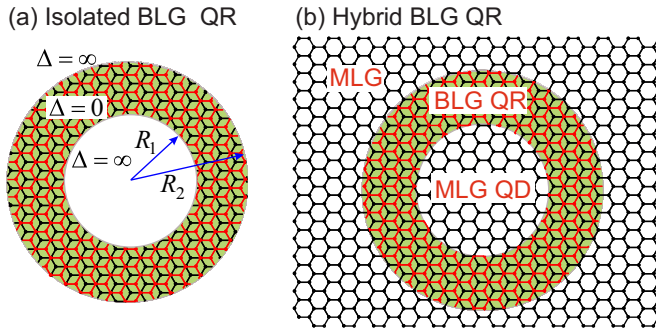 (a) Isolated BLG QR
Δ = ∞
Δ = 0
Δ = ∞
R₁
R₂
(b) Hybrid BLG QR
MLG
BLG QR
MLG QD